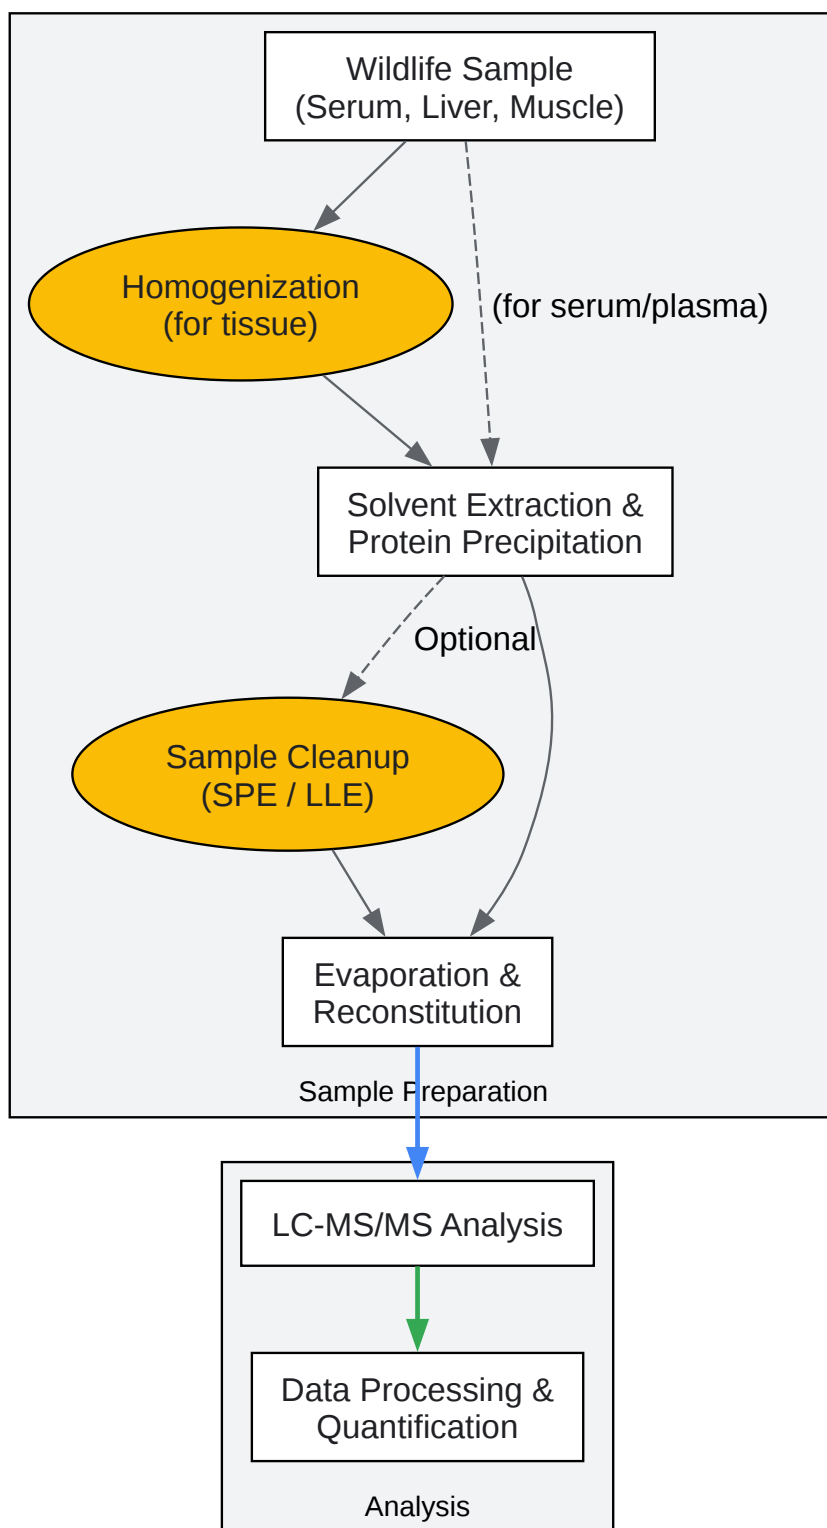 Wildlife Sample
(Serum, Liver, Muscle)
Homogenization
(for tissue)
(for serum/plasma)
Solvent Extraction &
Protein Precipitation
Optional
Sample Cleanup
(SPE / LLE)
Evaporation &
Reconstitution
Sample Preparation
LC-MS/MS Analysis
Data Processing &
Quantification
Analysis